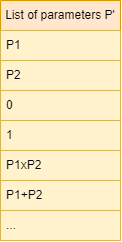 List of parameters P'
P1
P2
0
1
P1xP2
P1+P2
...